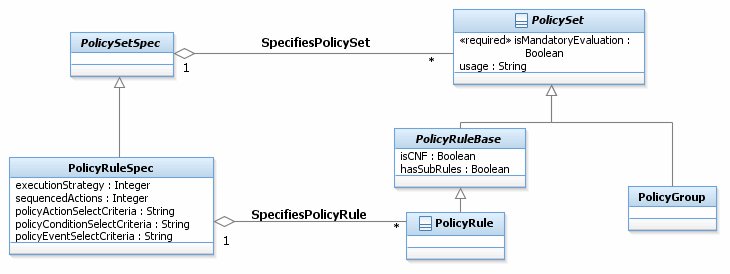 PolicySetSpec
SpecifiesPolicySet
1
*
PolicySet
«required» isMandatoryEvaluation :
Boolean
usage : String
PolicyRuleBase
isCNF : Boolean
hasSubRules : Boolean
PolicyRuleSpec
executionStrategy : Integer
sequencedActions : Integer
policyActionSelectCriteria : String
policyConditionSelectCriteria : String
policyEventSelectCriteria : String
SpecifiesPolicyRule
1
*
PolicyRule
PolicyGroup